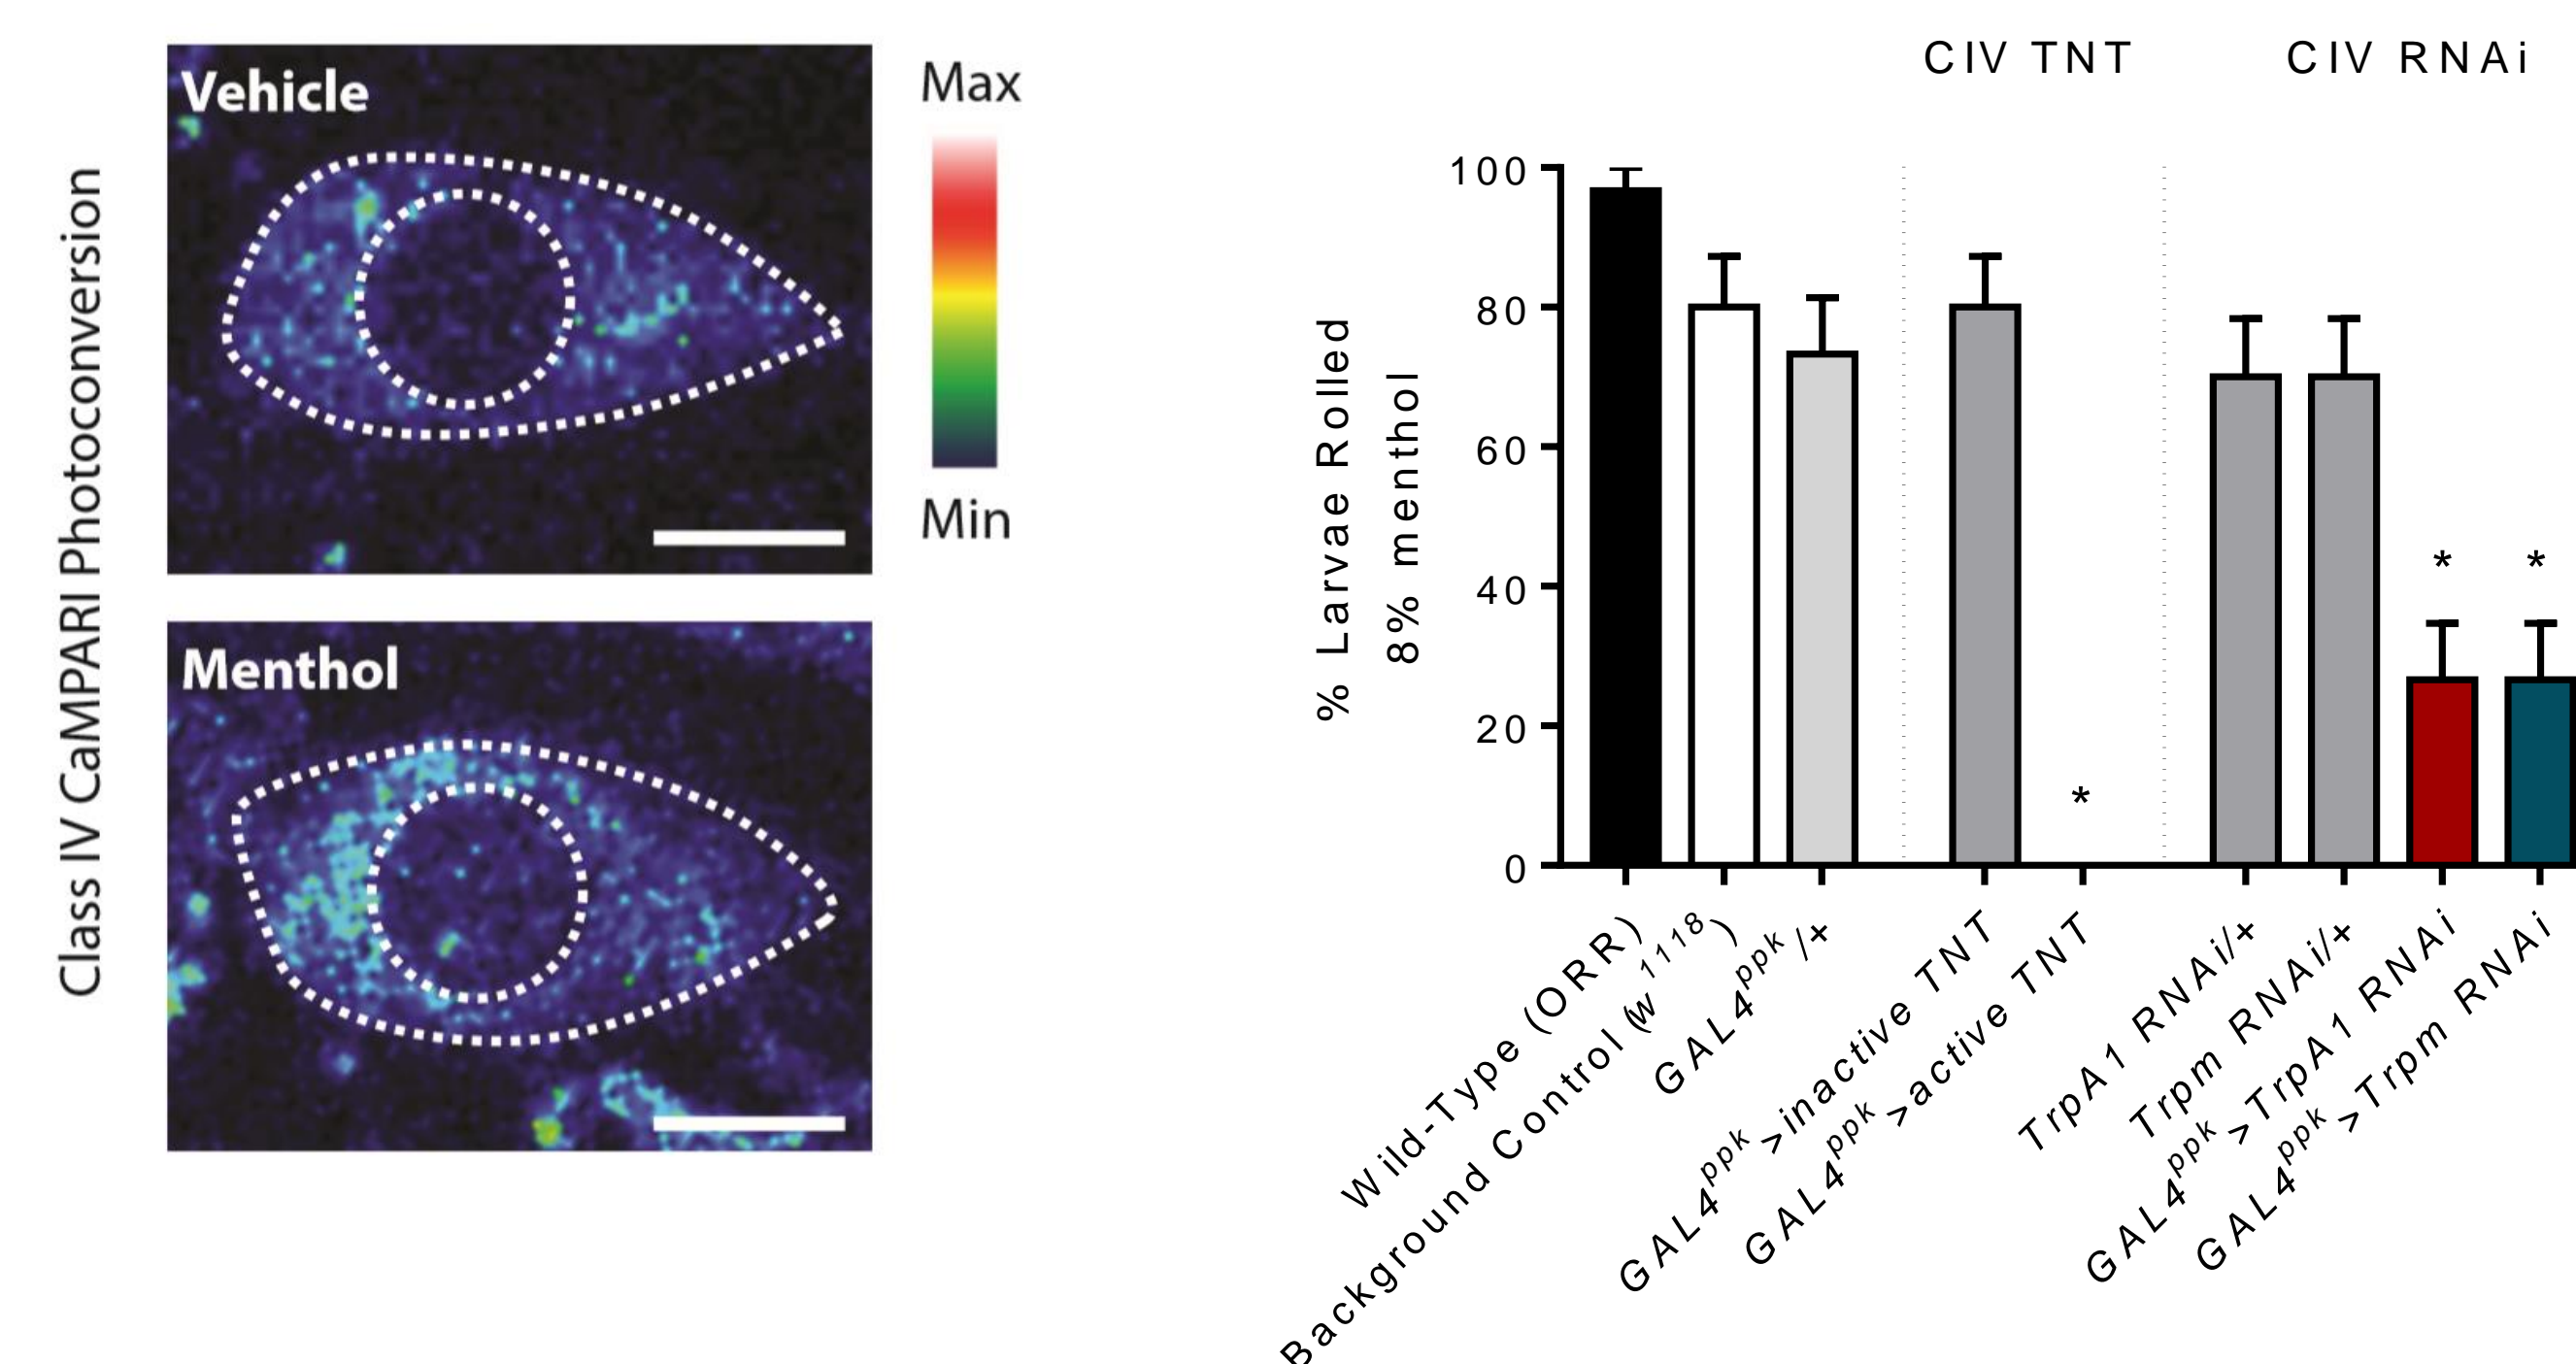 Class IV CaMPARI Photoconversion
Vehicle
Max
Min
Menthol
CIV TNT
CIV RNAi
% Larvae Rolled
8% menthol
100
80
60
40
20
0
*
*
*
Wild-Type (ORR)
Background Control (w¹¹¹⁸)
GAL4ᵖᵖᵏ/+
GAL4ᵖᵖᵏ>inactive TNT
GAL4ᵖᵖᵏ>active TNT
TrpA1 RNAi/+
Trpm RNAi/+
GAL4ᵖᵖᵏ>TrpA1 RNAi
GAL4ᵖᵖᵏ>Trpm RNAi